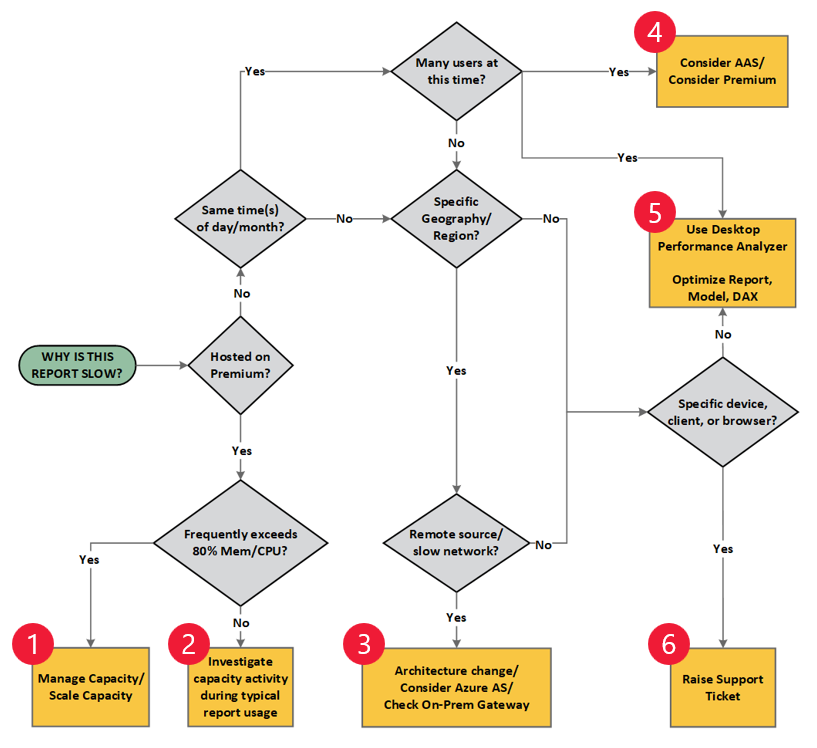 4
Many users at
this time?
Yes
Yes
Consider AAS/
Consider Premium
No
Yes
5
Same time(s)
of day/month?
No
Specific
Geography/
Region?
No
Use Desktop
Performance Analyzer
Optimize Report,
Model, DAX
No
No
WHY IS THIS
REPORT SLOW?
Hosted on
Premium?
Yes
Specific device,
client, or browser?
Yes
Frequently exceeds
80% Mem/CPU?
Remote source/
slow network?
No
Yes
Yes
No
Yes
1
2
3
6
Manage Capacity/
Scale Capacity
Investigate
capacity activity
during typical
report usage
Architecture change/
Consider Azure AS/
Check On-Prem Gateway
Raise Support
Ticket